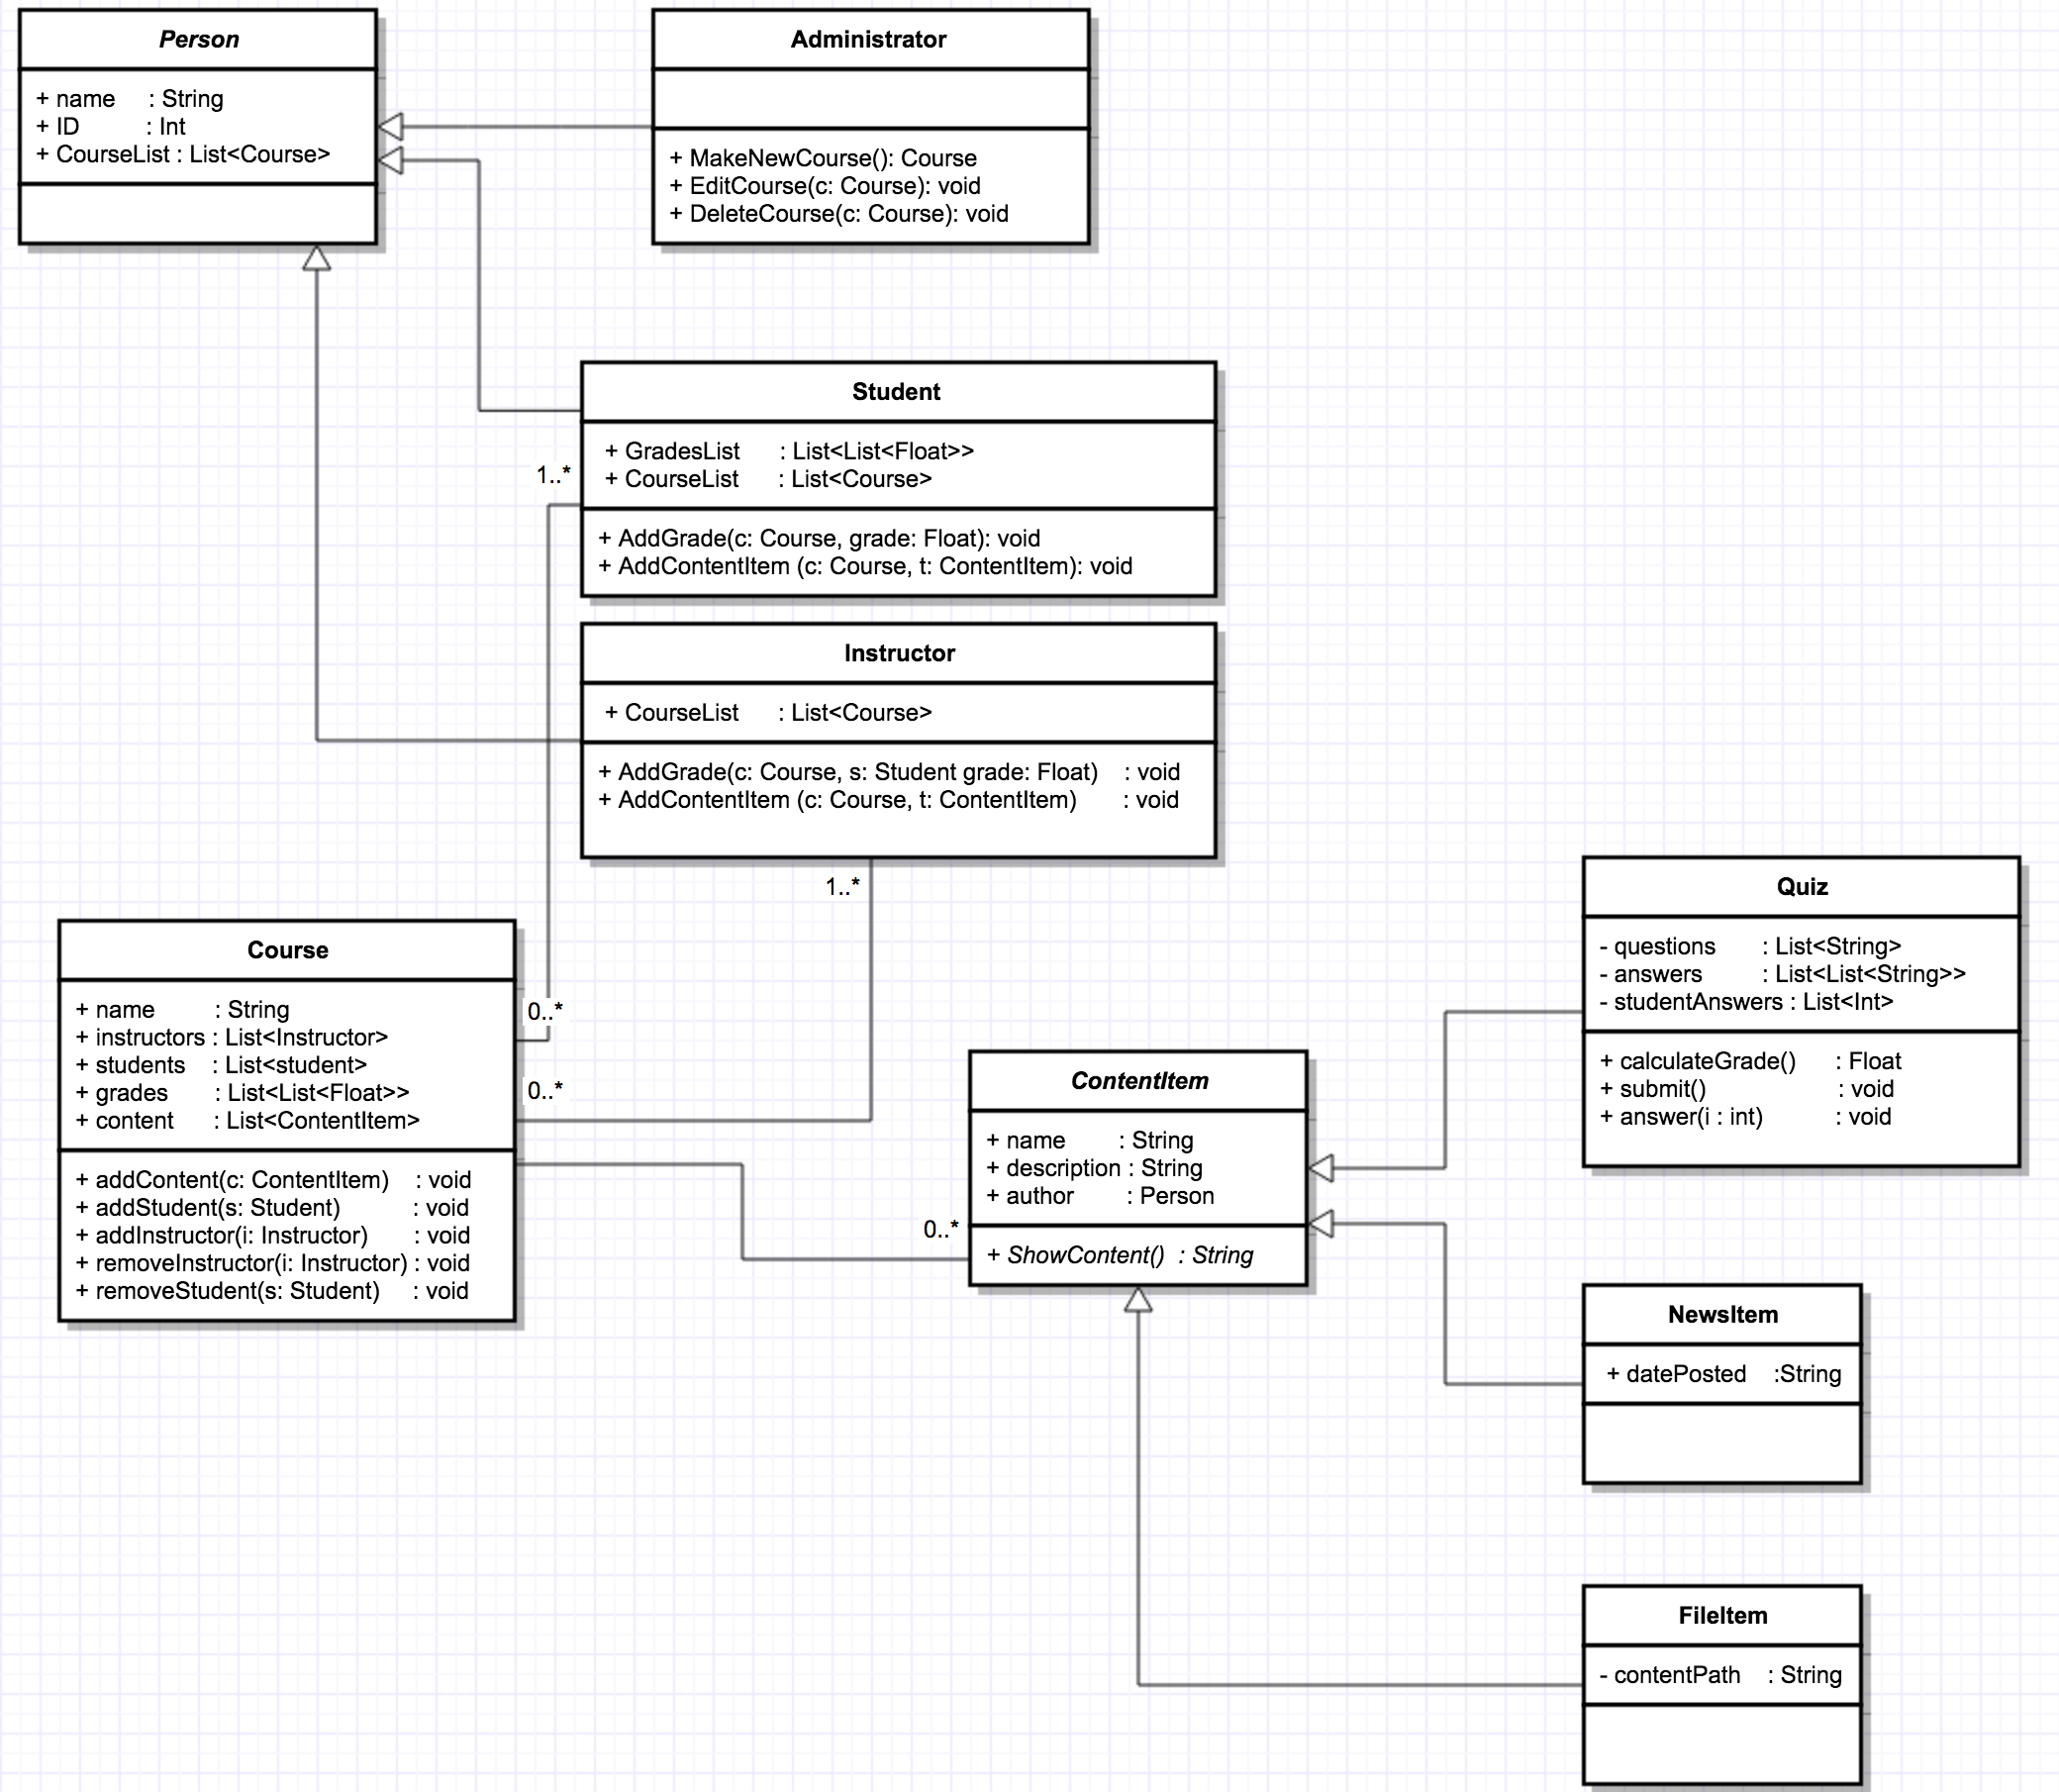 Person
+ name : String
+ ID : Int
+ CourseList : List<Course>
Administrator
+ MakeNewCourse(): Course
+ EditCourse(c: Course): void
+ DeleteCourse(c: Course): void
Student
+ GradesList : List<List<Float>>
+ CourseList : List<Course>
+ AddGrade(c: Course, grade: Float): void
+ AddContentItem (c: Course, t: ContentItem): void
1..*
Instructor
+ CourseList : List<Course>
+ AddGrade(c: Course, s: Student grade: Float) : void
+ AddContentItem (c: Course, t: ContentItem) : void
1..*
Course
+ name : String
+ instructors : List<Instructor>
+ students : List<student>
+ grades : List<List<Float>>
+ content : List<ContentItem>
+ addContent(c: ContentItem) : void
+ addStudent(s: Student) : void
+ addInstructor(i: Instructor) : void
+ removeInstructor(i: Instructor) : void
+ removeStudent(s: Student) : void
0..*
0..*
0..*
ContentItem
+ name : String
+ description : String
+ author : Person
+ ShowContent() : String
Quiz
- questions : List<String>
- answers : List<List<String>>
- studentAnswers : List<Int>
+ calculateGrade() : Float
+ submit() : void
+ answer(i : int) : void
NewsItem
+ datePosted :String
FileItem
- contentPath : String